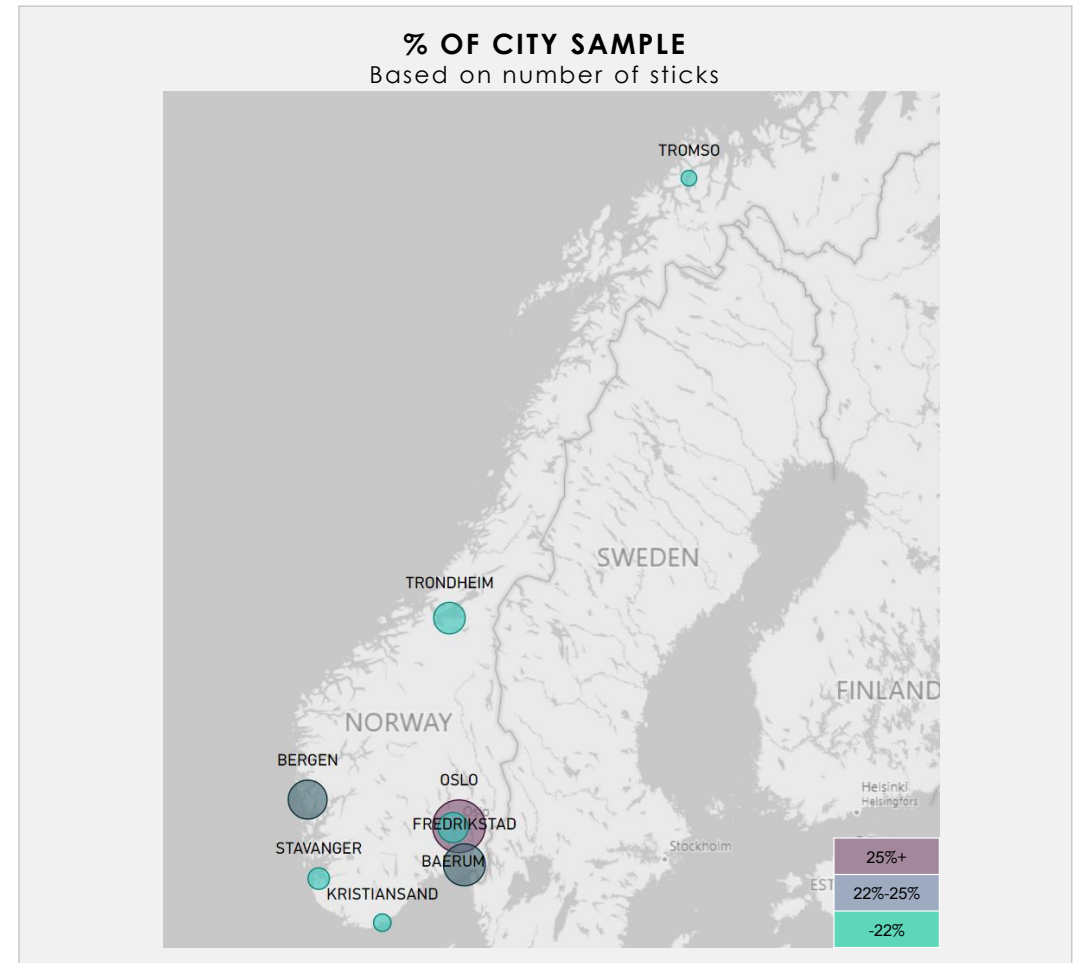 % OF CITY SAMPLE
Based on number of sticks
TROMSO
SWEDEN
TRONDHEIM
FINLAND
NORWAY
BERGEN
OSLO
Helsinki
Helsingfors
FREDRIKSTAD
STAVANGER
BAERUM
Stockholm
25%+
EST
22%-25%
KRISTIANSAND
-22%